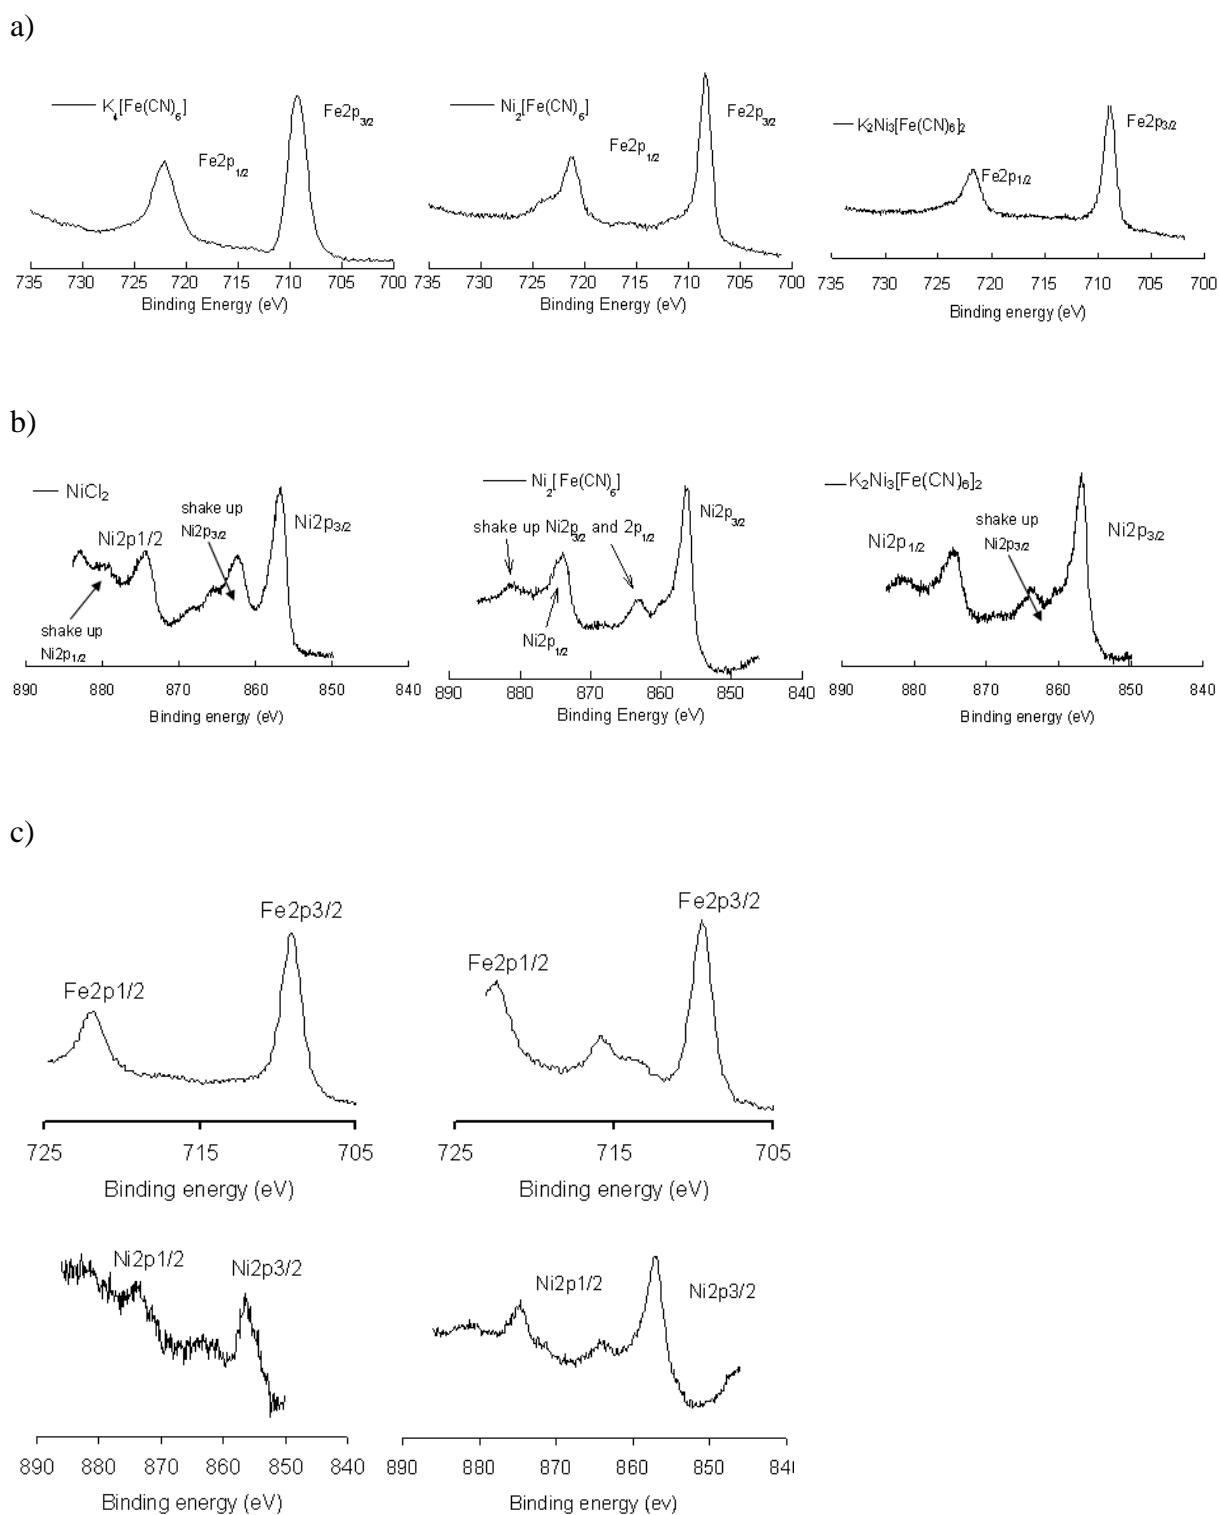 a)
K₄[Fe(CN)₆]
Fe2p₃/₂
Fe2p₁/₂
735 730 725 720 715 710 705 700
Binding Energy (eV)
Ni₂[Fe(CN)₆]
Fe2p₃/₂
Fe2p₁/₂
735 730 725 720 715 710 705 700
Binding Energy (eV)
K₂Ni₃[Fe(CN)₆]₂
Fe2p₃/₂
Fe2p₁/₂
735 730 725 720 715 710 705 700
Binding energy (eV)
b)
NiCl₂
shake up
Ni2p₃/₂
Ni2p₃/₂
Ni2p1/2
shake up
Ni2p₁/₂
890 880 870 860 850 840
Binding energy (eV)
Ni₂[Fe(CN)₆]
Ni2p₃/₂
shake up Ni2p₃/₂ and 2p₁/₂
Ni2p₁/₂
890 880 870 860 850 840
Binding Energy (eV)
K₂Ni₃[Fe(CN)₆]₂
shake up
Ni2p₃/₂
Ni2p₃/₂
Ni2p₁/₂
890 880 870 860 850 840
Binding energy (eV)
c)
Fe2p3/2
Fe2p1/2
725 715 705
Binding energy (eV)
Fe2p3/2
Fe2p1/2
725 715 705
Binding energy (eV)
Ni2p1/2
Ni2p3/2
890 880 870 860 850 840
Binding energy (eV)
Ni2p1/2
Ni2p3/2
890 880 870 860 850 840
Binding energy (ev)